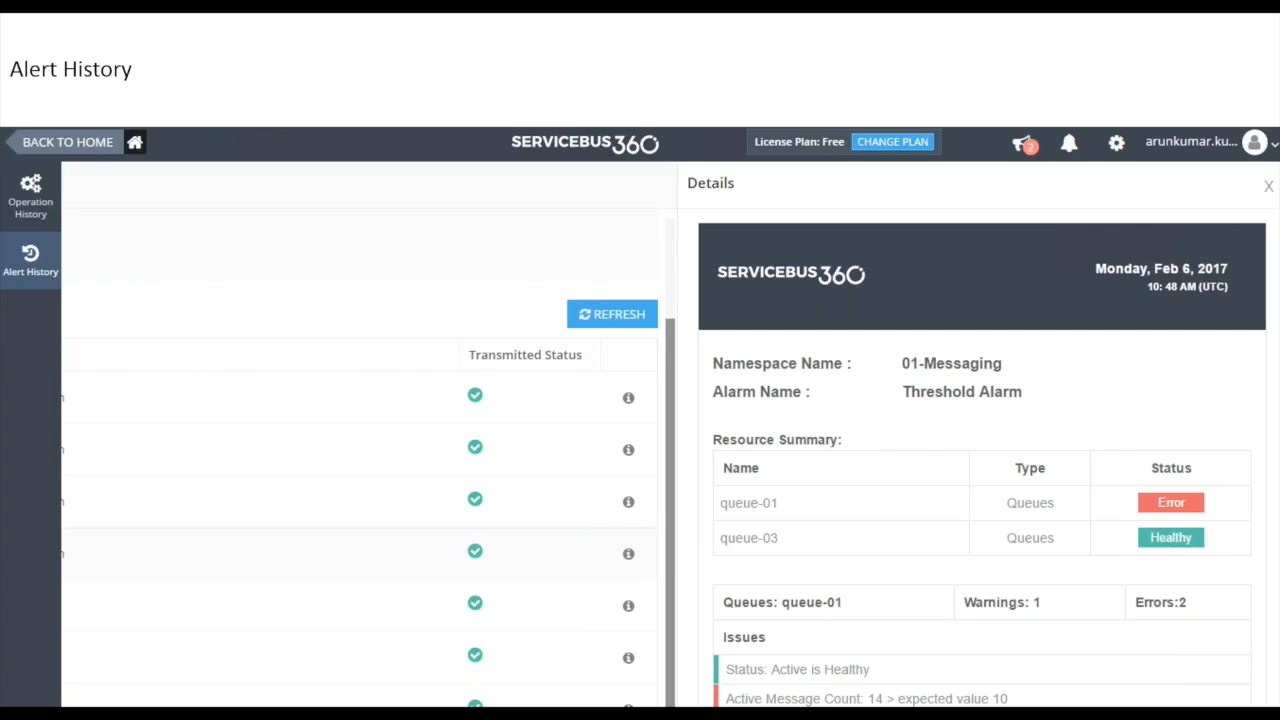 Alert History
BACK TO HOME
SERVICEBUS360
License Plan: Free CHANGE PLAN
2
arunkumar.ku...
Operation
History
Alert History
REFRESH
Transmitted Status
Details
X
SERVICEBUS360
Monday, Feb 6, 2017
10: 48 AM (UTC)
Namespace Name : 01-Messaging
Alarm Name : Threshold Alarm
Resource Summary:
Name Type Status
queue-01 Queues Error
queue-03 Queues Healthy
Queues: queue-01 Warnings: 1 Errors:2
Issues
Status: Active is Healthy
Active Message Count: 14 > expected value 10